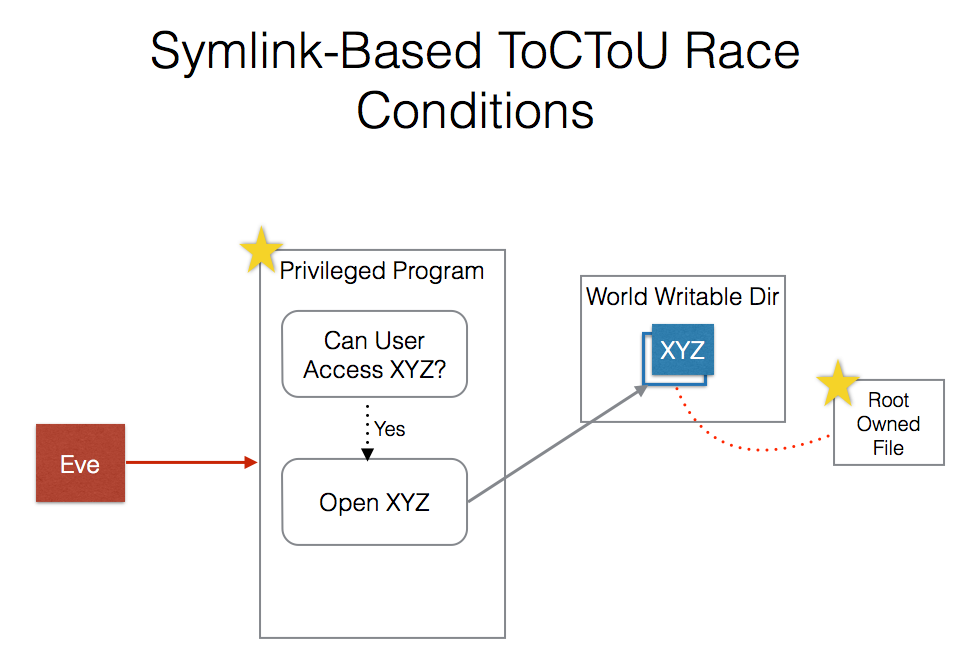 Symlink-Based ToCToU Race
Conditions
Privileged Program
Can User
Access XYZ?
Yes
Open XYZ
Eve
World Writable Dir
XYZ
Root
Owned
File